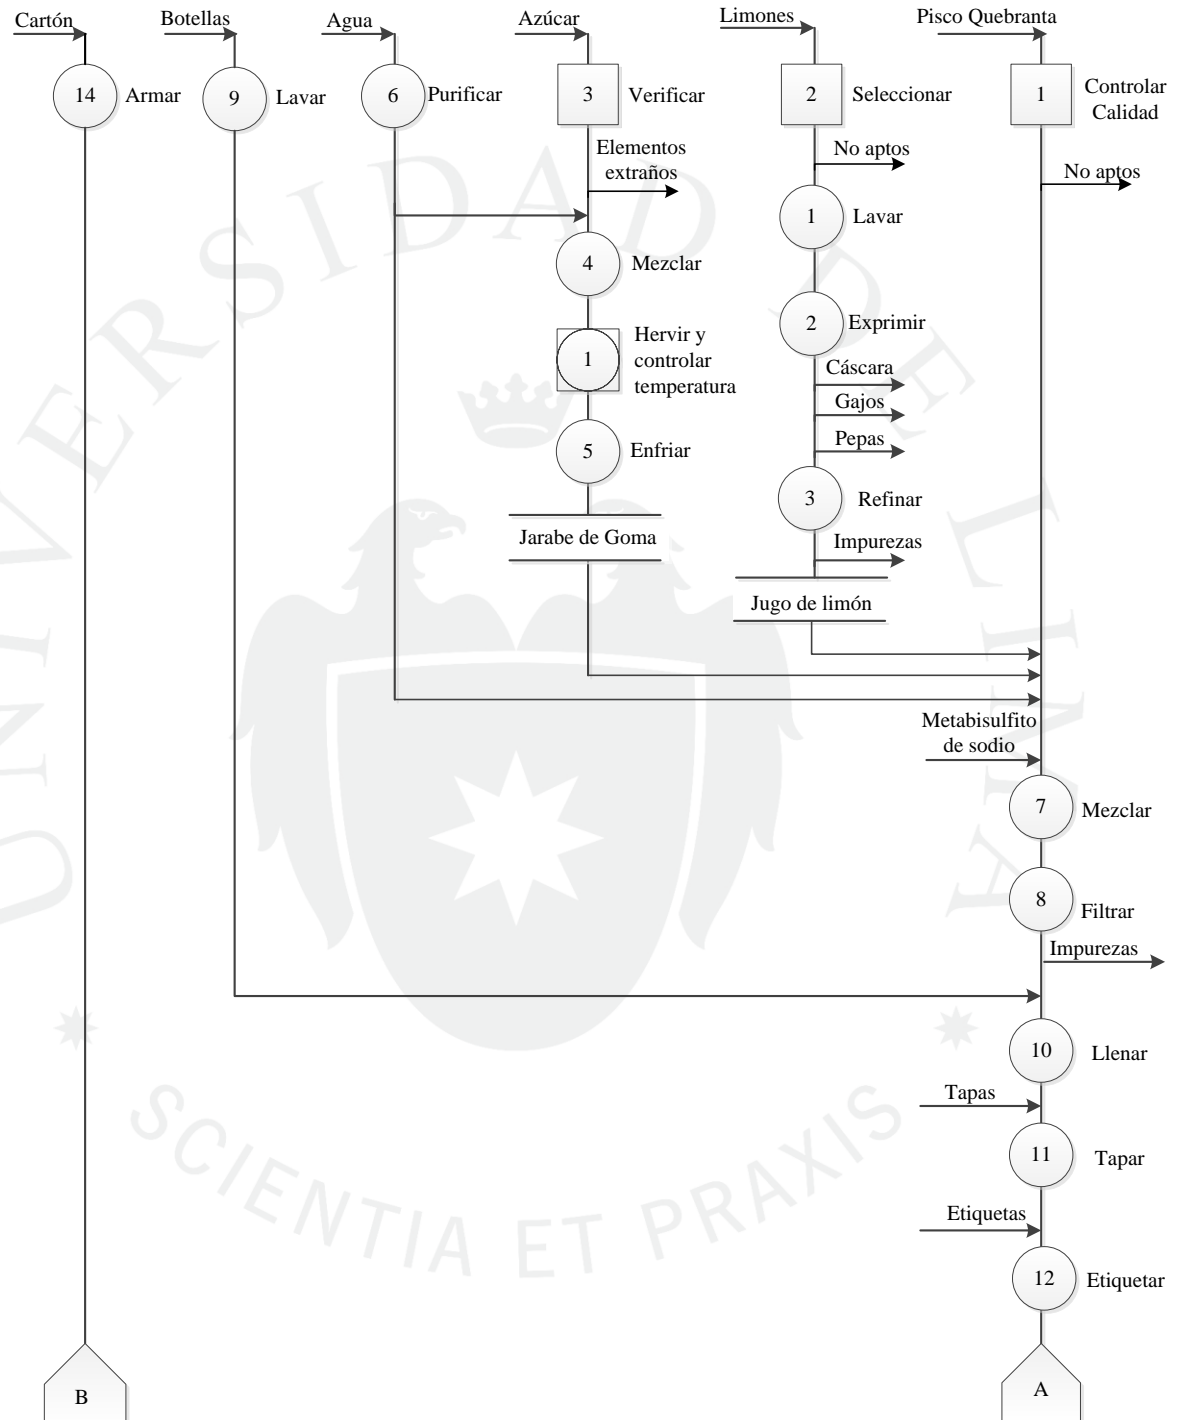 Cartón
Botellas
Agua
Azúcar
Limones
Pisco Quebranta
14 Armar
9 Lavar
6 Purificar
3 Verificar
2 Seleccionar
1 Controlar
Calidad
Elementos
extraños
No aptos
No aptos
1 Lavar
4 Mezclar
2 Exprimir
1 Hervir y
controlar
temperatura
Cáscara
Gajos
Pepas
5 Enfriar
3 Refinar
Jarabe de Goma
Impurezas
Jugo de limón
Metabisulfito
de sodio
7 Mezclar
8 Filtrar
Impurezas
10 Llenar
Tapas
11 Tapar
Etiquetas
12 Etiquetar
B
A
UNIVERSIDAD DE LIMA
SCIENTIA ET PRAXIS